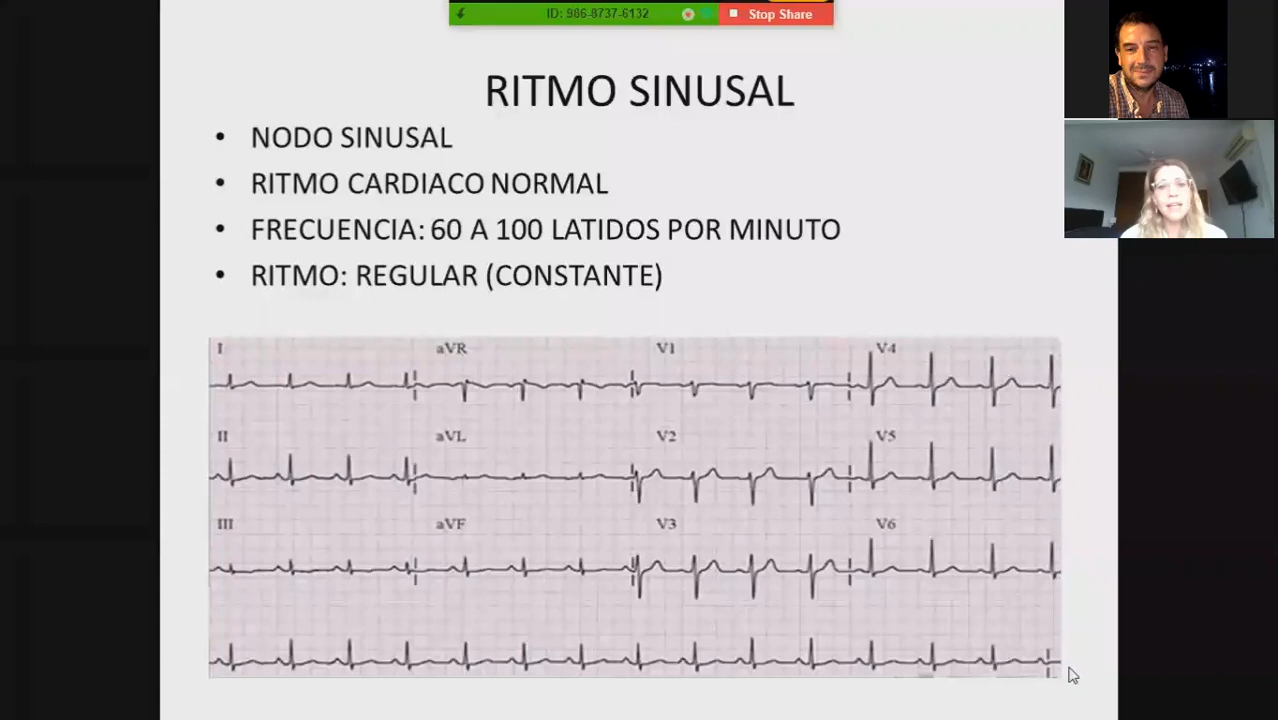 ID: 986-8737-6132
Stop Share
RITMO SINUSAL
• NODO SINUSAL
• RITMO CARDIACO NORMAL
• FRECUENCIA: 60 A 100 LATIDOS POR MINUTO
• RITMO: REGULAR (CONSTANTE)
I aVR V1 V4
II aVL V2 V5
III aVF V3 V6